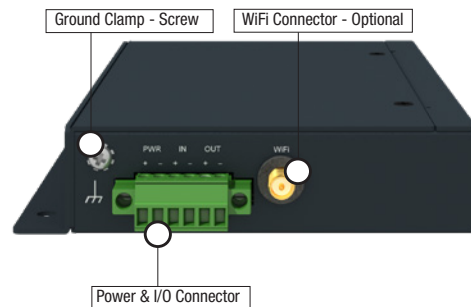 Ground Clamp - Screw
WiFi Connector - Optional
PWR IN OUT
WiFi
+ - + - + -
Power & I/O Connector